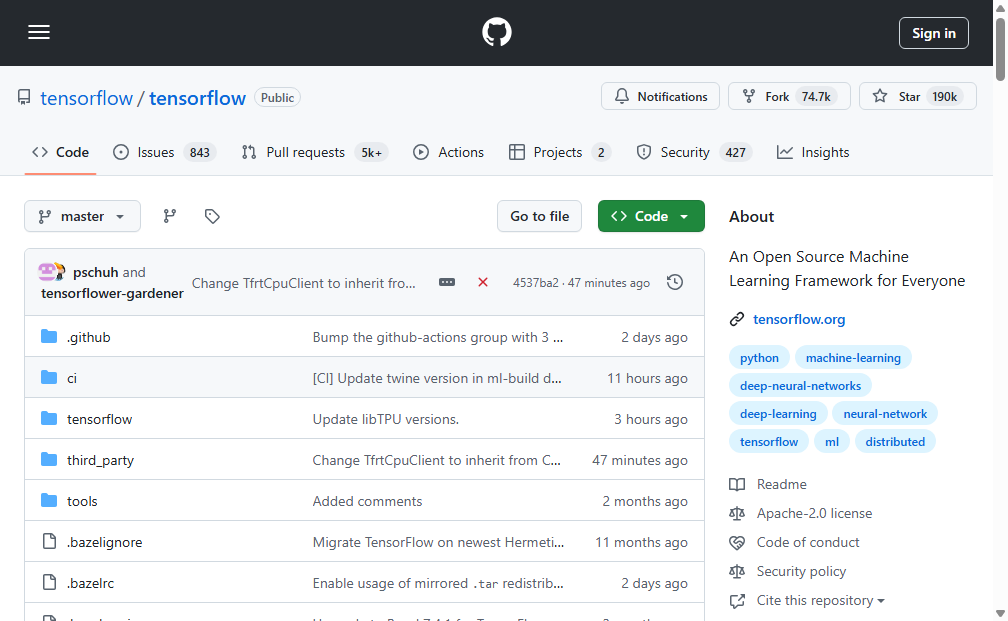 Sign in
tensorflow / tensorflow Public
Notifications Fork 74.7k Star 190k
Code Issues 843 Pull requests 5k+ Actions Projects 2 Security 427 Insights
master Go to file Code
About
An Open Source Machine
Learning Framework for Everyone
tensorflow.org
python machine-learning
deep-neural-networks
deep-learning neural-network
tensorflow ml distributed
Readme
Apache-2.0 license
Code of conduct
Security policy
Cite this repository
pschuh and
tensorflower-gardener Change TfrtCpuClient to inherit fro... 4537ba2 · 47 minutes ago
.github Bump the github-actions group with 3 ... 2 days ago
ci [CI] Update twine version in ml-build d... 11 hours ago
tensorflow Update libTPU versions. 3 hours ago
third_party Change TfrtCpuClient to inherit from C... 47 minutes ago
tools Added comments 2 months ago
.bazelignore Migrate TensorFlow on newest Hermeti... 11 months ago
.bazelrc Enable usage of mirrored .tar redistrib... 2 days ago